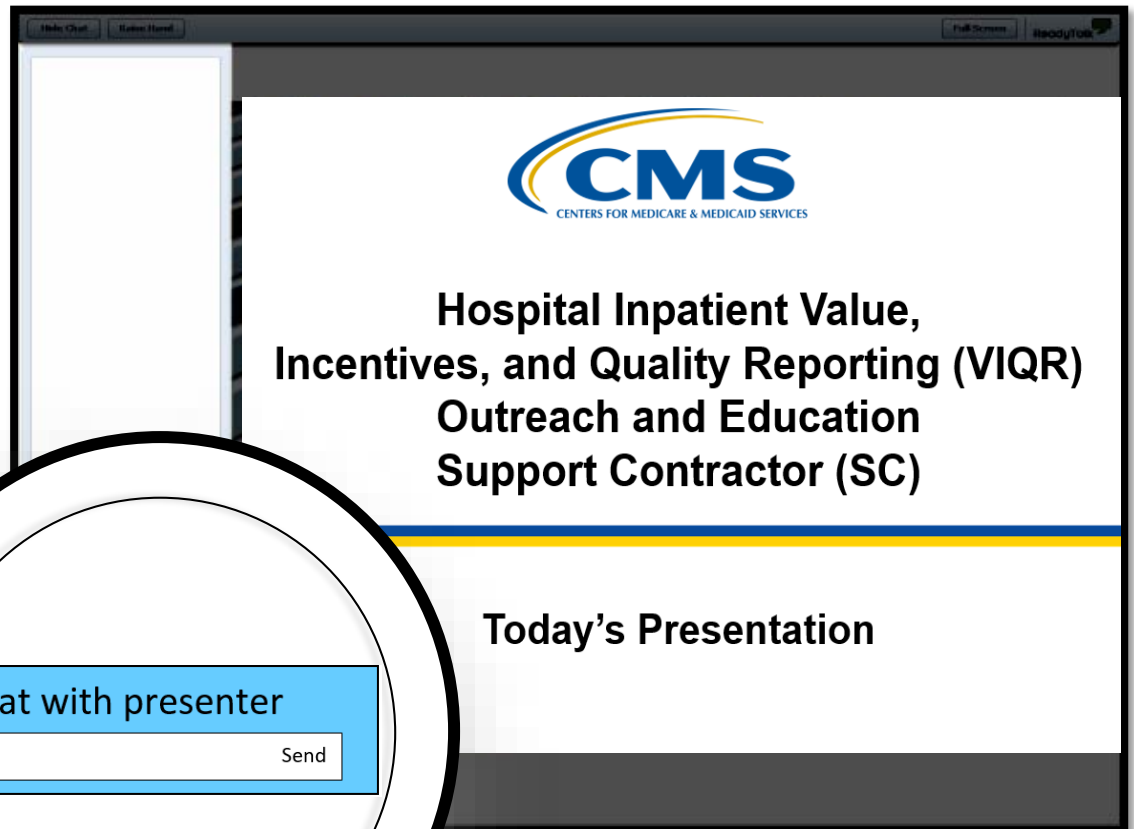 Hide Chat Raise Hand Full Screen ReadyTalk
CMS
CENTERS FOR MEDICARE & MEDICAID SERVICES
Hospital Inpatient Value,
Incentives, and Quality Reporting (VIQR)
Outreach and Education
Support Contractor (SC)
Today's Presentation
at with presenter
Send